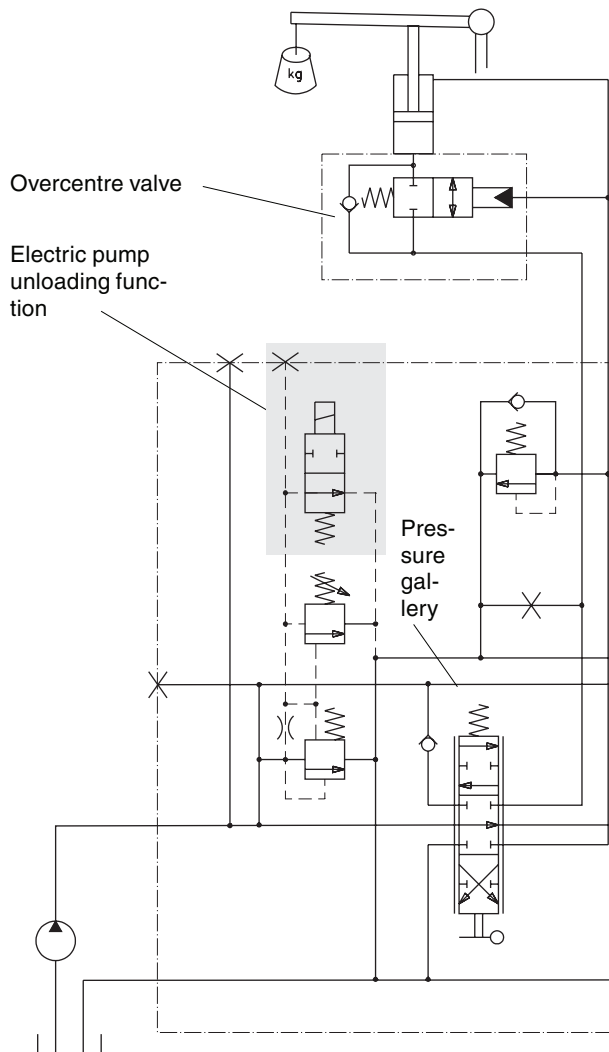 kg
Overcentre valve
Electric pump
unloading func-
tion
Pres-
sure
gal-
lery